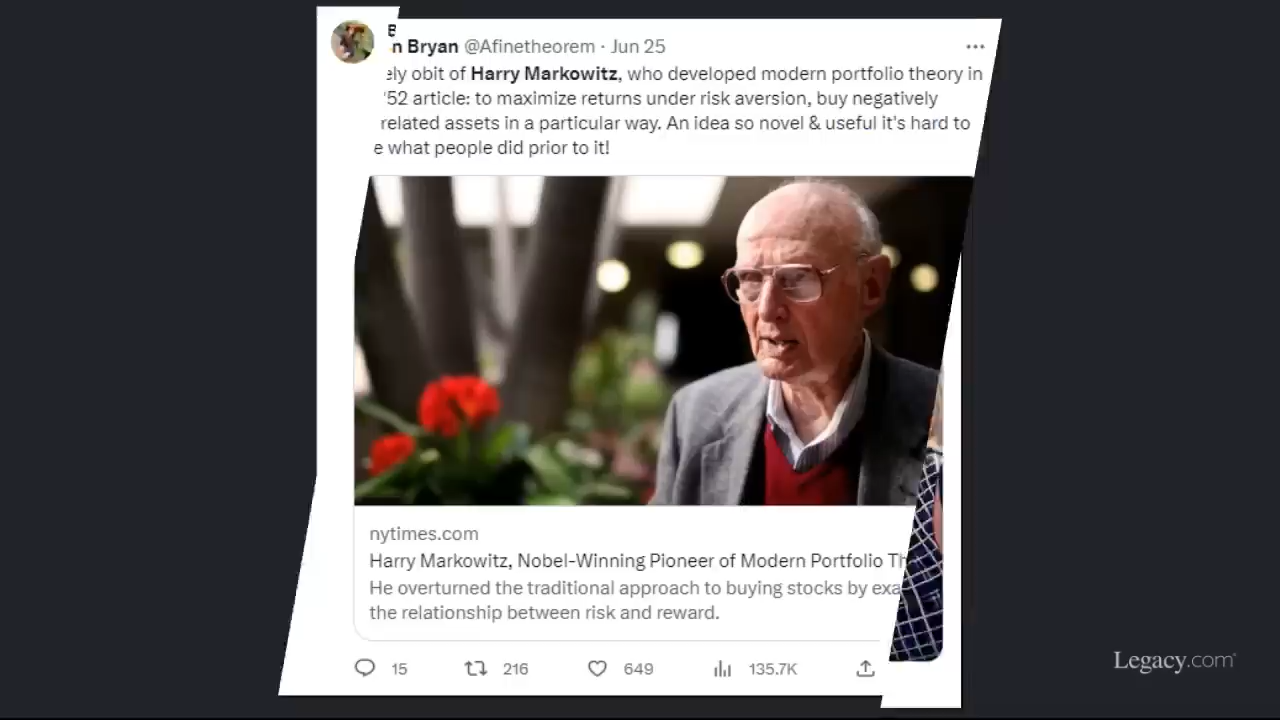 Bryan @Afinetheorem · Jun 25
obit of Harry Markowitz, who developed modern portfolio theory in
'52 article: to maximize returns under risk aversion, buy negatively
related assets in a particular way. An idea so novel & useful it's hard to
what people did prior to it!
nytimes.com
Harry Markowitz, Nobel-Winning Pioneer of Modern Portfolio
He overturned the traditional approach to buying stocks by
the relationship between risk and reward.
15 216 649 135.7K
Legacy.com